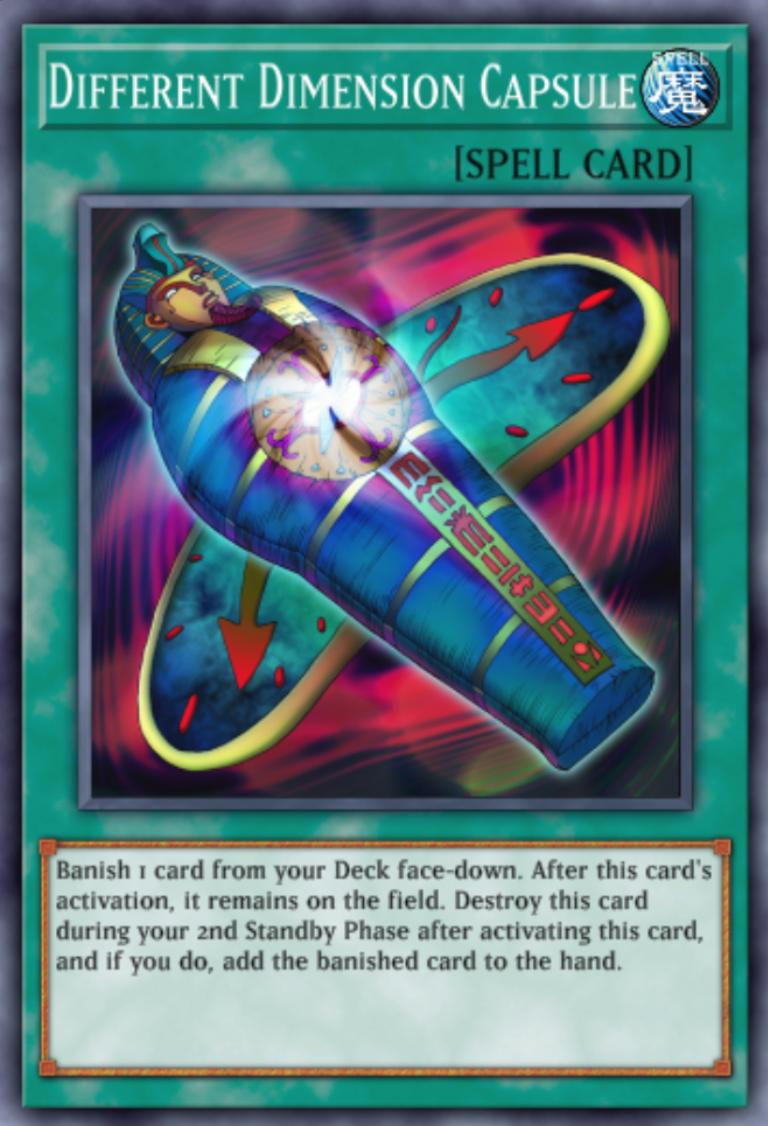 DIFFERENT DIMENSION CAPSULE
SPELL
魔
[SPELL CARD]
Banish 1 card from your Deck face-down. After this card's
activation, it remains on the field. Destroy this card
during your 2nd Standby Phase after activating this card,
and if you do, add the banished card to the hand.